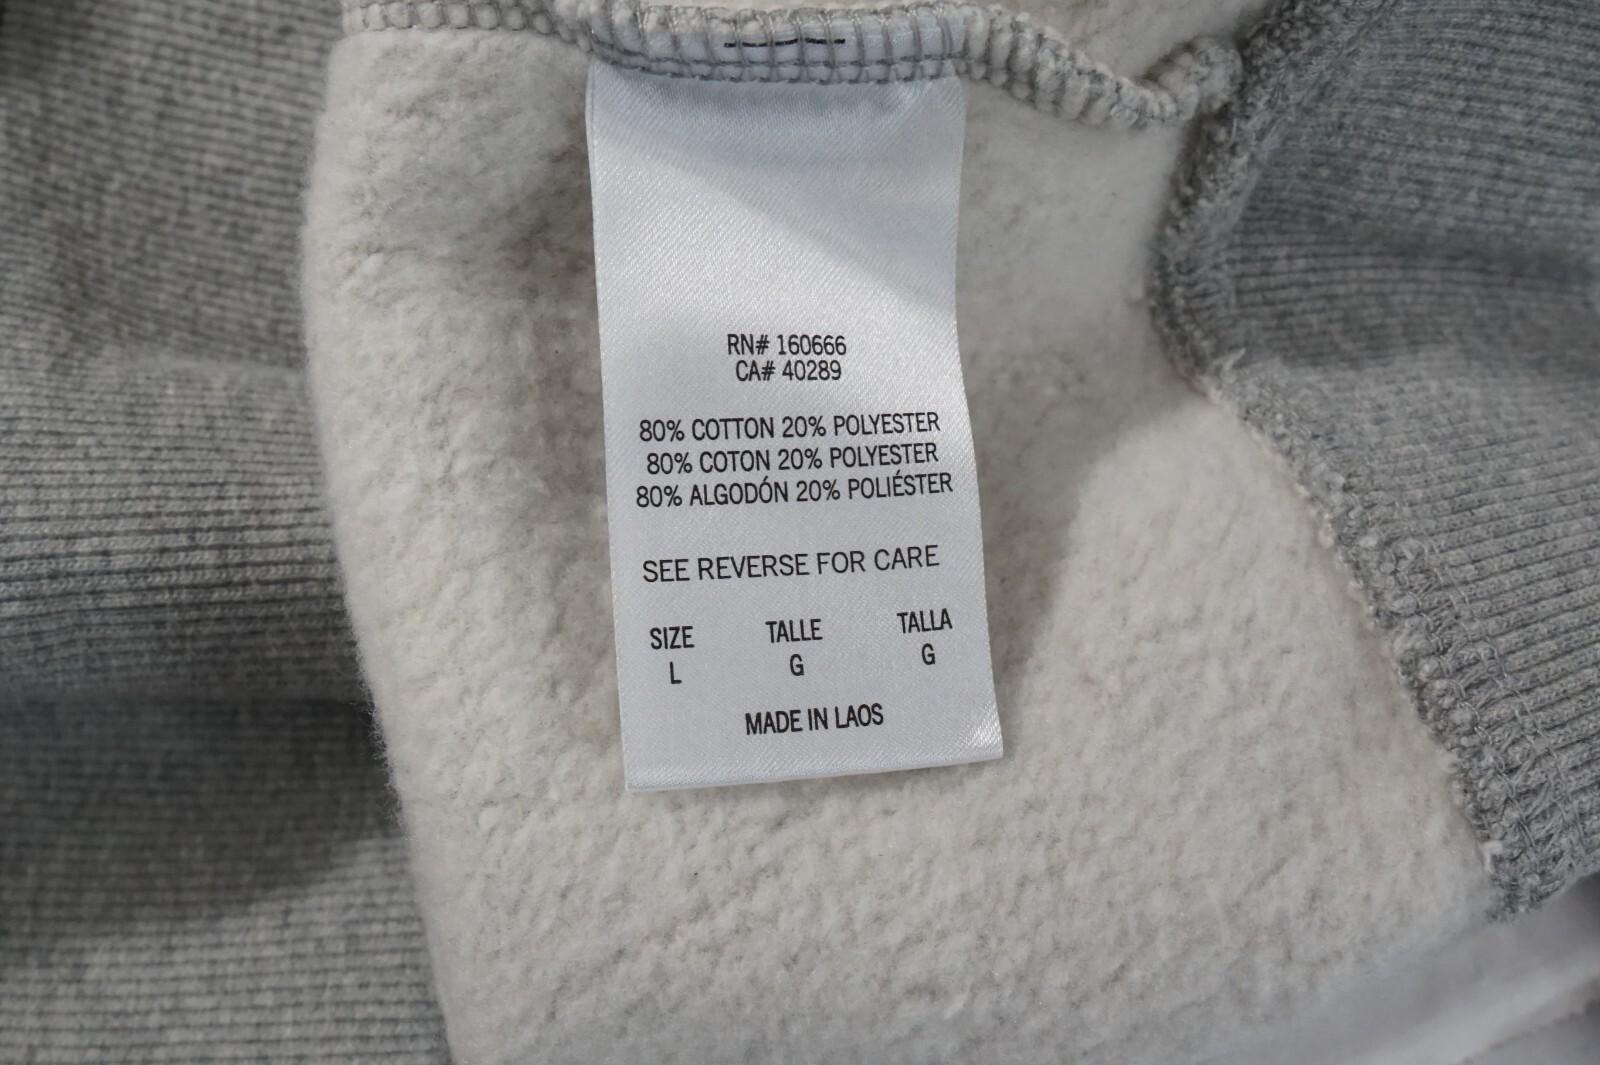 RN# 160666
CA# 40289
80% COTTON 20% POLYESTER
80% COTON 20% POLYESTER
80% ALGODÓN 20% POLIÉSTER
SEE REVERSE FOR CARE
SIZE TALLE TALLA
L G G
MADE IN LAOS